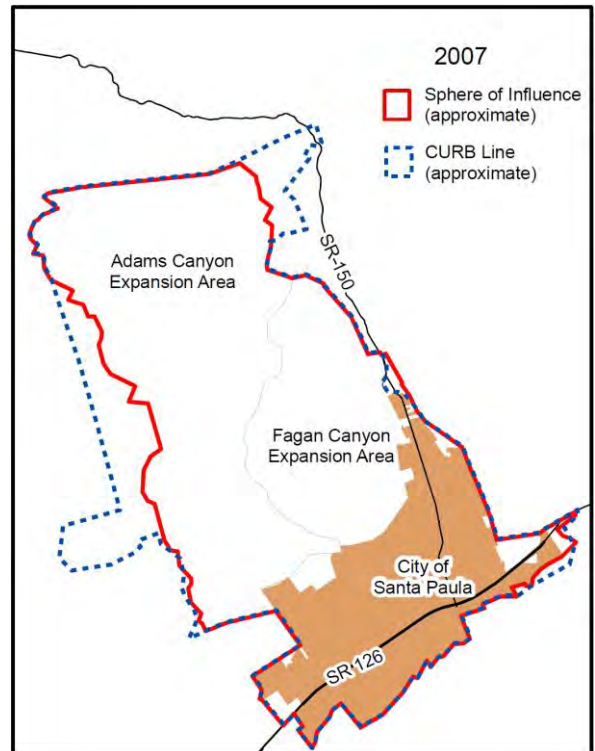 2007
Sphere of Influence
(approximate)
CURB Line
(approximate)
SR-150
Adams Canyon
Expansion Area
Fagan Canyon
Expansion Area
City of
Santa Paula
SR 126